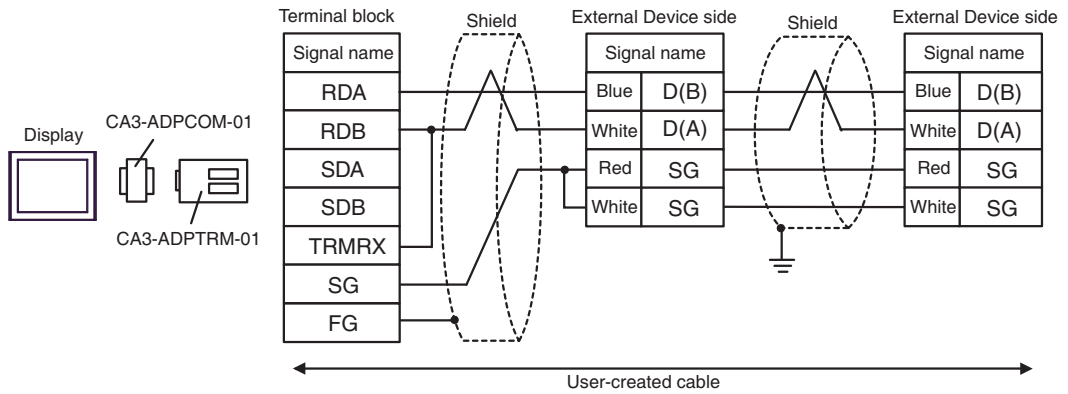 Display
CA3-ADPCOM-01
CA3-ADPTRM-01
Terminal block
Signal name
RDA
RDB
SDA
SDB
TRMRX
SG
FG
Shield
External Device side
Signal name
Blue D(B)
White D(A)
Red SG
White SG
Shield
External Device side
Signal name
Blue D(B)
White D(A)
Red SG
White SG
User-created cable